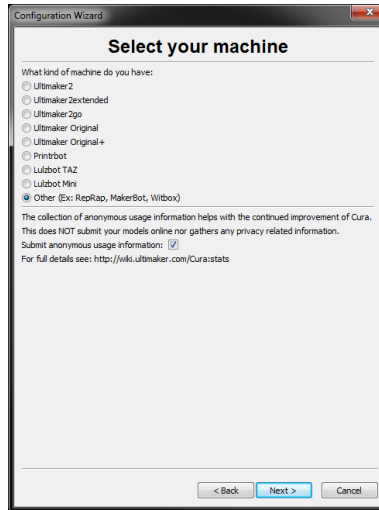 Configuration Wizard
Select your machine
What kind of machine do you have:
Ultimaker2
Ultimaker2extended
Ultimaker2go
Ultimaker Original
Ultimaker Original+
Printrbot
Lulzbot TAZ
Lulzbot Mini
Other (Ex: RepRap, MakerBot, Witbox)
The collection of anonymous usage information helps with the continued improvement of Cura.
This does NOT submit your models online nor gathers any privacy related information.
Submit anonymous usage information:
For full details see: http://wiki.ultimaker.com/Cura:stats
< Back Next > Cancel